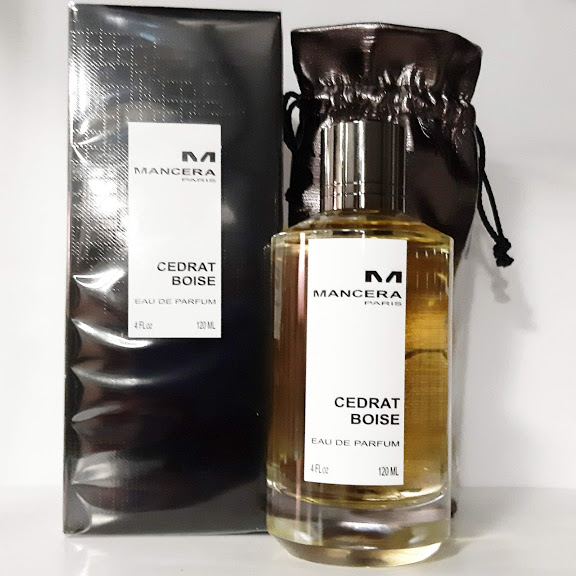 M
MANCERA
PARIS
CEDRAT
BOISE
EAU DE PARFUM
4 FL oz 120 ML
M
MANCERA
PARIS
CEDRAT
BOISE
EAU DE PARFUM
4 FL oz 120 ML